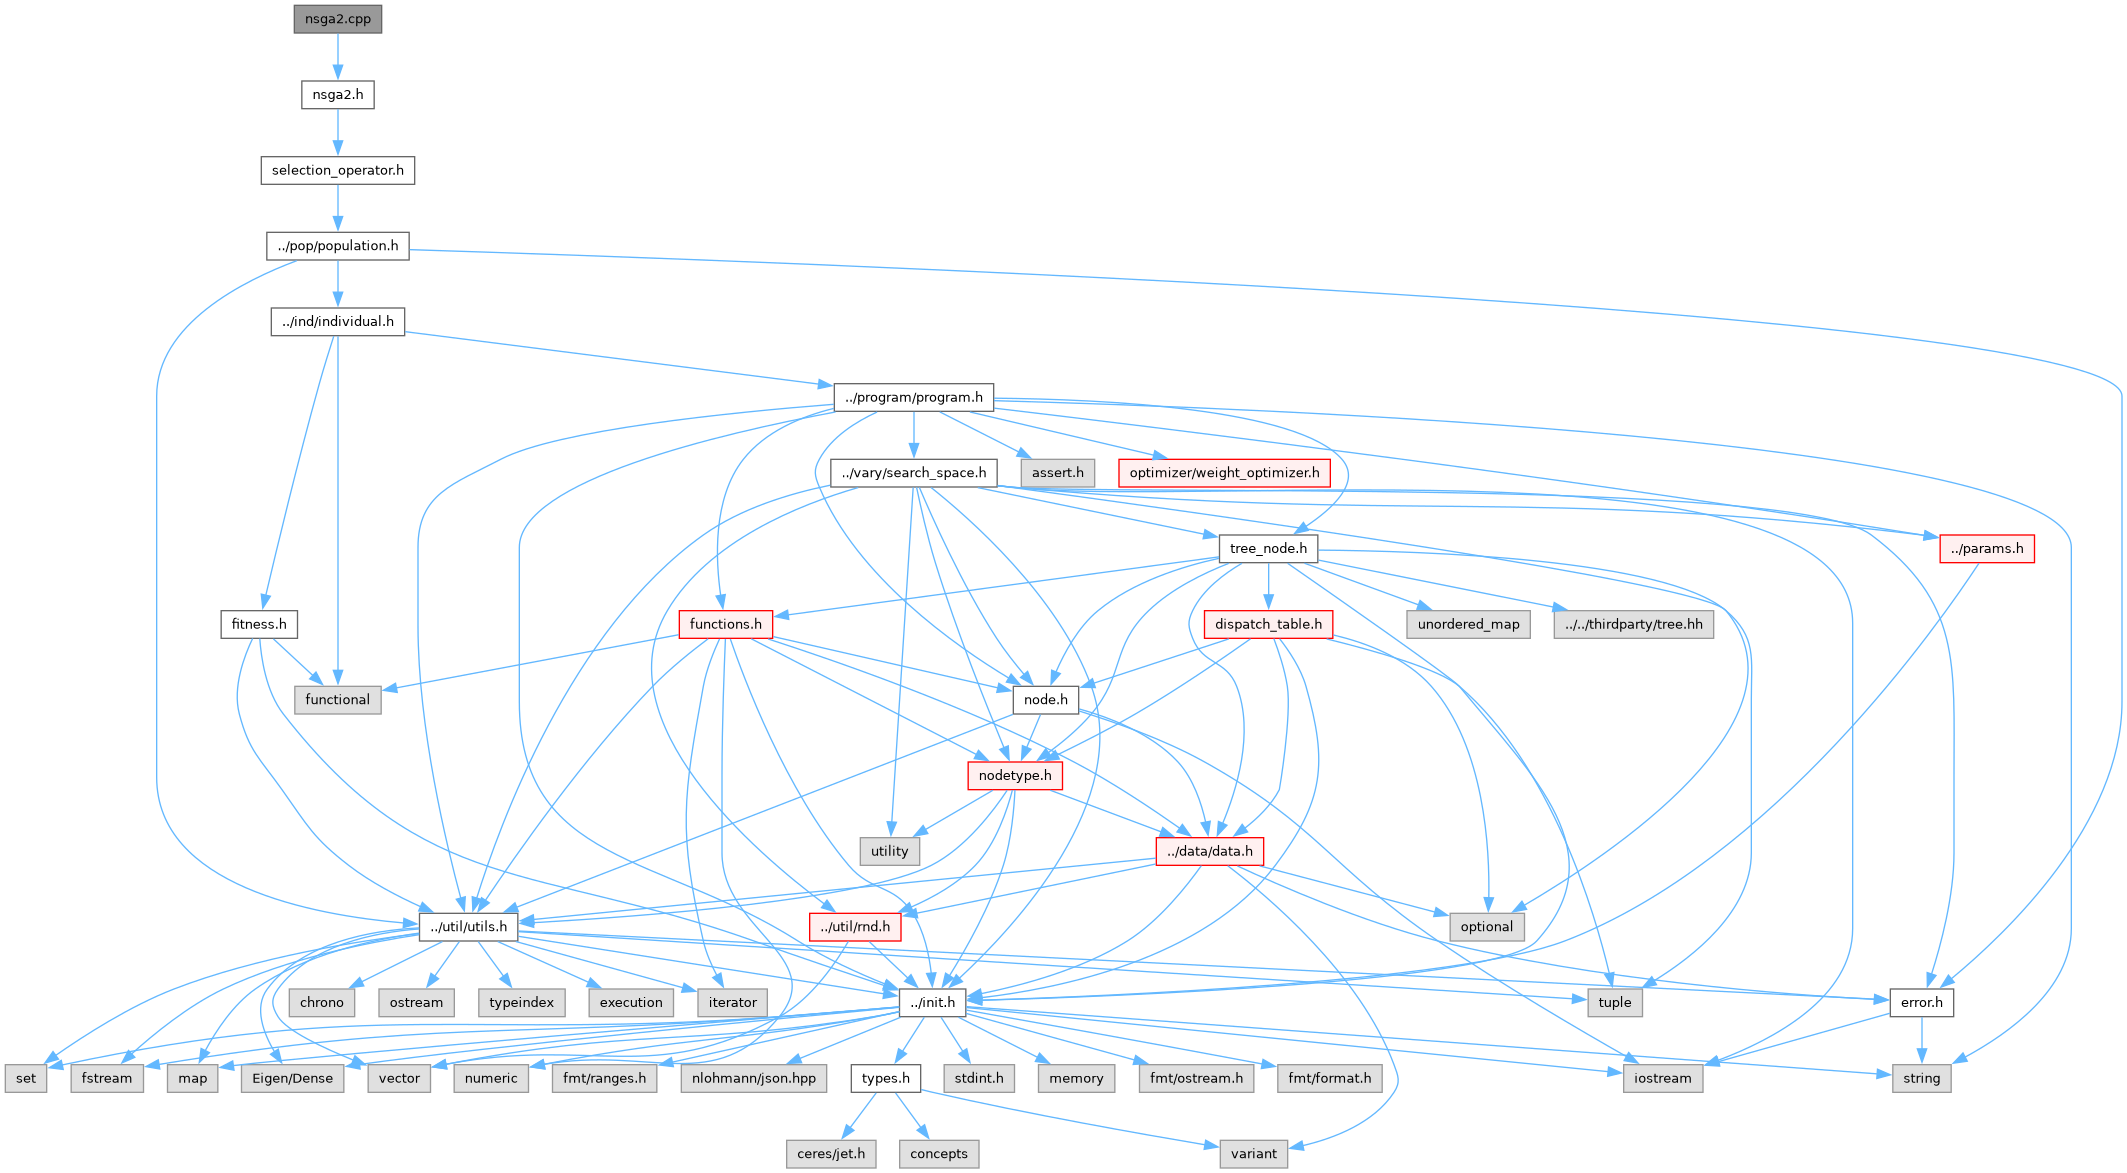 nsga2.cpp
nsga2.h
selection_operator.h
../pop/population.h
../ind/individual.h
../program/program.h
../vary/search_space.h
assert.h
optimizer/weight_optimizer.h
tree_node.h
../params.h
fitness.h
functions.h
dispatch_table.h
unordered_map
../../thirdparty/tree.hh
functional
node.h
nodetype.h
utility
../data/data.h
../util/utils.h
../util/rnd.h
optional
chrono
ostream
typeindex
execution
iterator
../init.h
tuple
error.h
set
fstream
map
Eigen/Dense
vector
numeric
fmt/ranges.h
nlohmann/json.hpp
types.h
stdint.h
memory
fmt/ostream.h
fmt/format.h
iostream
string
ceres/jet.h
concepts
variant